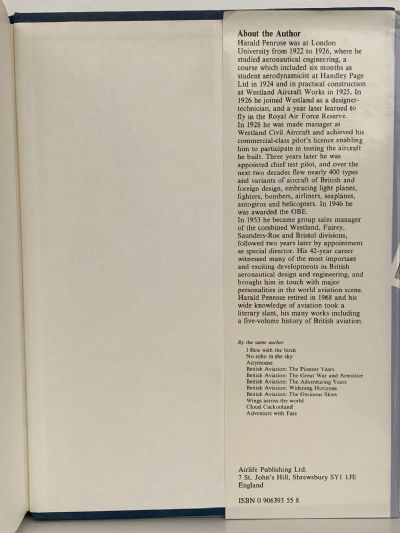 About the Author
Harald Penrose was at London
University from 1922 to 1926, where he
studied aeronautical engineering, a
course which included six months as
student aerodynamicist at Handley Page
Ltd in 1924 and in practical construction
at Westland Aircraft Works in 1925. In
1926 he joined Westland as a designer-
technician, and a year later learned to
fly in the Royal Air Force Reserve.
In 1928 he was made manager at
Westland Civil Aircraft and achieved his
commercial-class pilot's licence enabling
him to participate in testing the aircraft
he built. Three years later he was
appointed chief test pilot, and over the
next two decades flew nearly 400 types
and variants of aircraft of British and
foreign design, embracing light planes,
fighters, bombers, airliners, seaplanes,
autogiros and helicopters. In 1946 he
was awarded the OBE.
In 1953 he became group sales manager
of the combined Westland, Fairey,
Saunders-Roe and Bristol divisions,
followed two years later by appointment
as special director. His 42-year career
witnessed many of the most important
and exciting developments in British
aeronautical design and engineering, and
brought him in touch with major
personalities in the world aviation scene.
Harald Penrose retired in 1968 and his
wide knowledge of aviation took a
literary slant, his many works including
a five-volume history of British aviation.
By the same author
I flew with the birds
No echo in the sky
Airymouse
British Aviation: The Pioneer Years
British Aviation: The Great War and Armistice
British Aviation: The Adventuring Years
British Aviation: Widening Horizons
British Aviation: The Ominous Skies
Wings across the world
Cloud Cuckooland
Adventure with Fate
Airlife Publishing Ltd.
7 St. John's Hill, Shrewsbury SY1 1JE
England
ISBN 0 906393 55 8